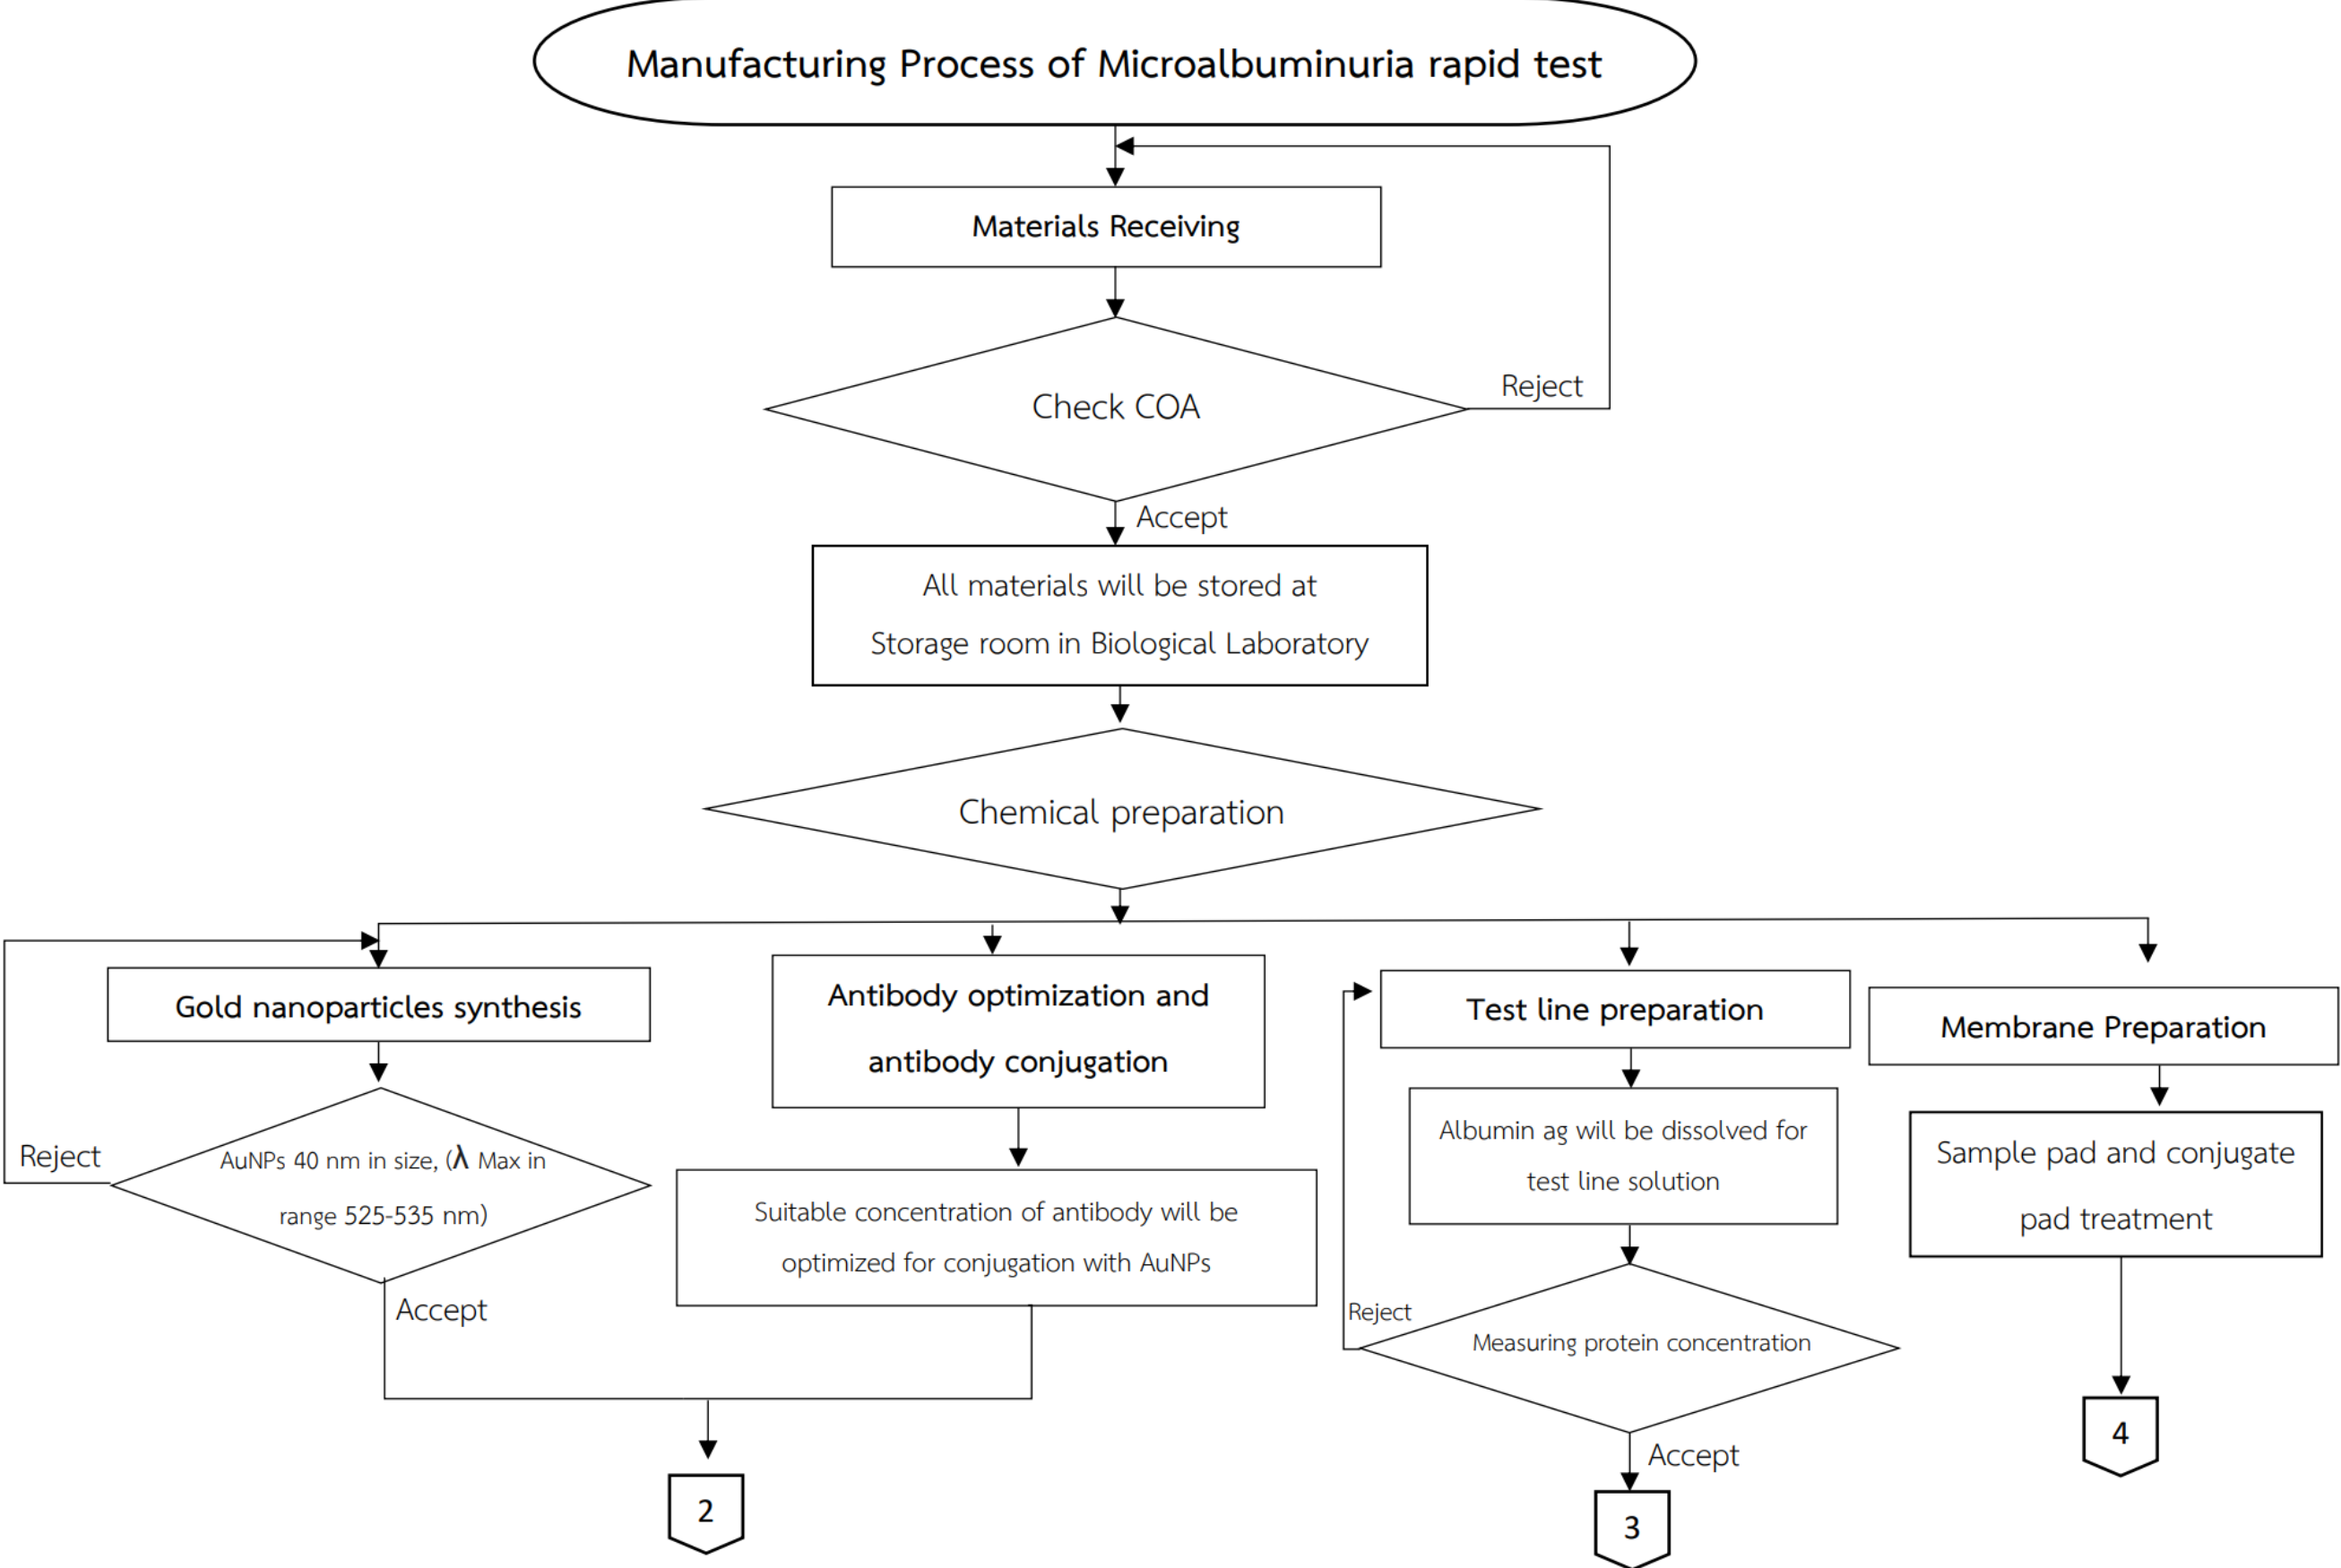 Manufacturing Process of Microalbuminuria rapid test
Materials Receiving
Check COA
Reject
Accept
All materials will be stored at
Storage room in Biological Laboratory
Chemical preparation
Gold nanoparticles synthesis
Reject
AuNPs 40 nm in size, (λ Max in
range 525-535 nm)
Accept
Antibody optimization and
antibody conjugation
Suitable concentration of antibody will be
optimized for conjugation with AuNPs
2
Test line preparation
Albumin ag will be dissolved for
test line solution
Reject
Measuring protein concentration
Accept
3
Membrane Preparation
Sample pad and conjugate
pad treatment
4